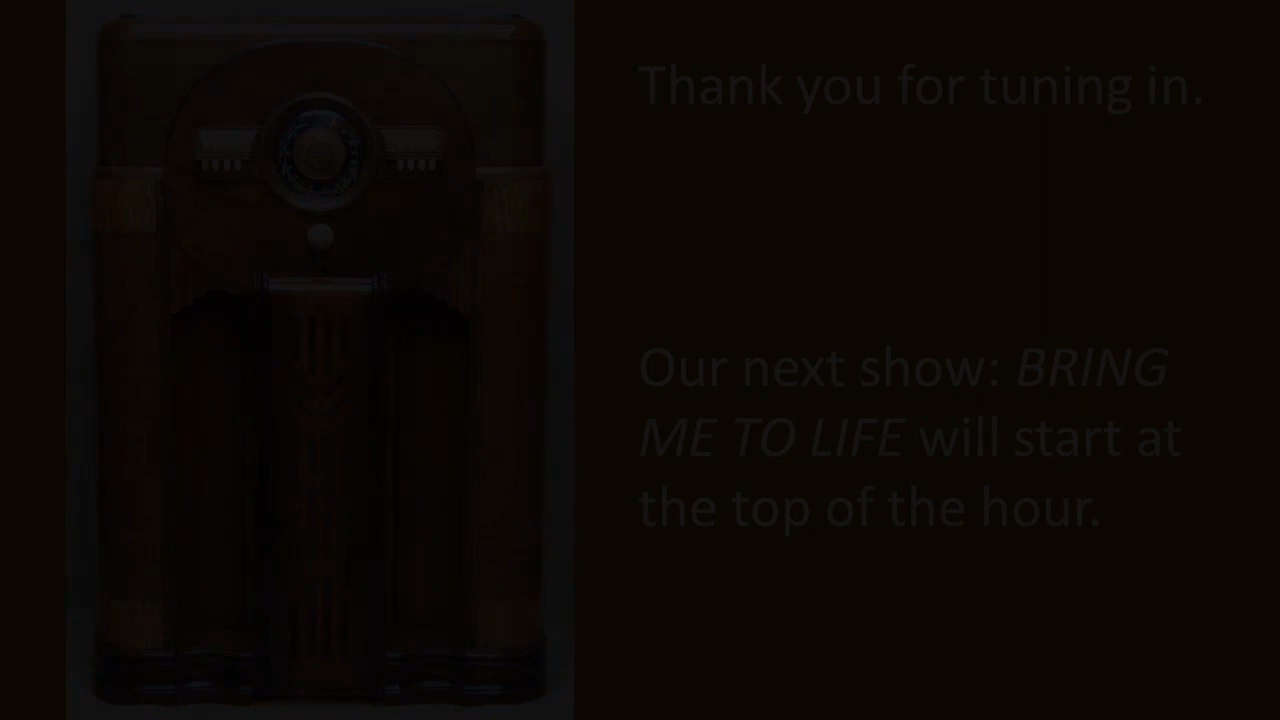 Thank you for tuning in.
Our next show: BRING
ME TO LIFE will start at
the top of the hour.